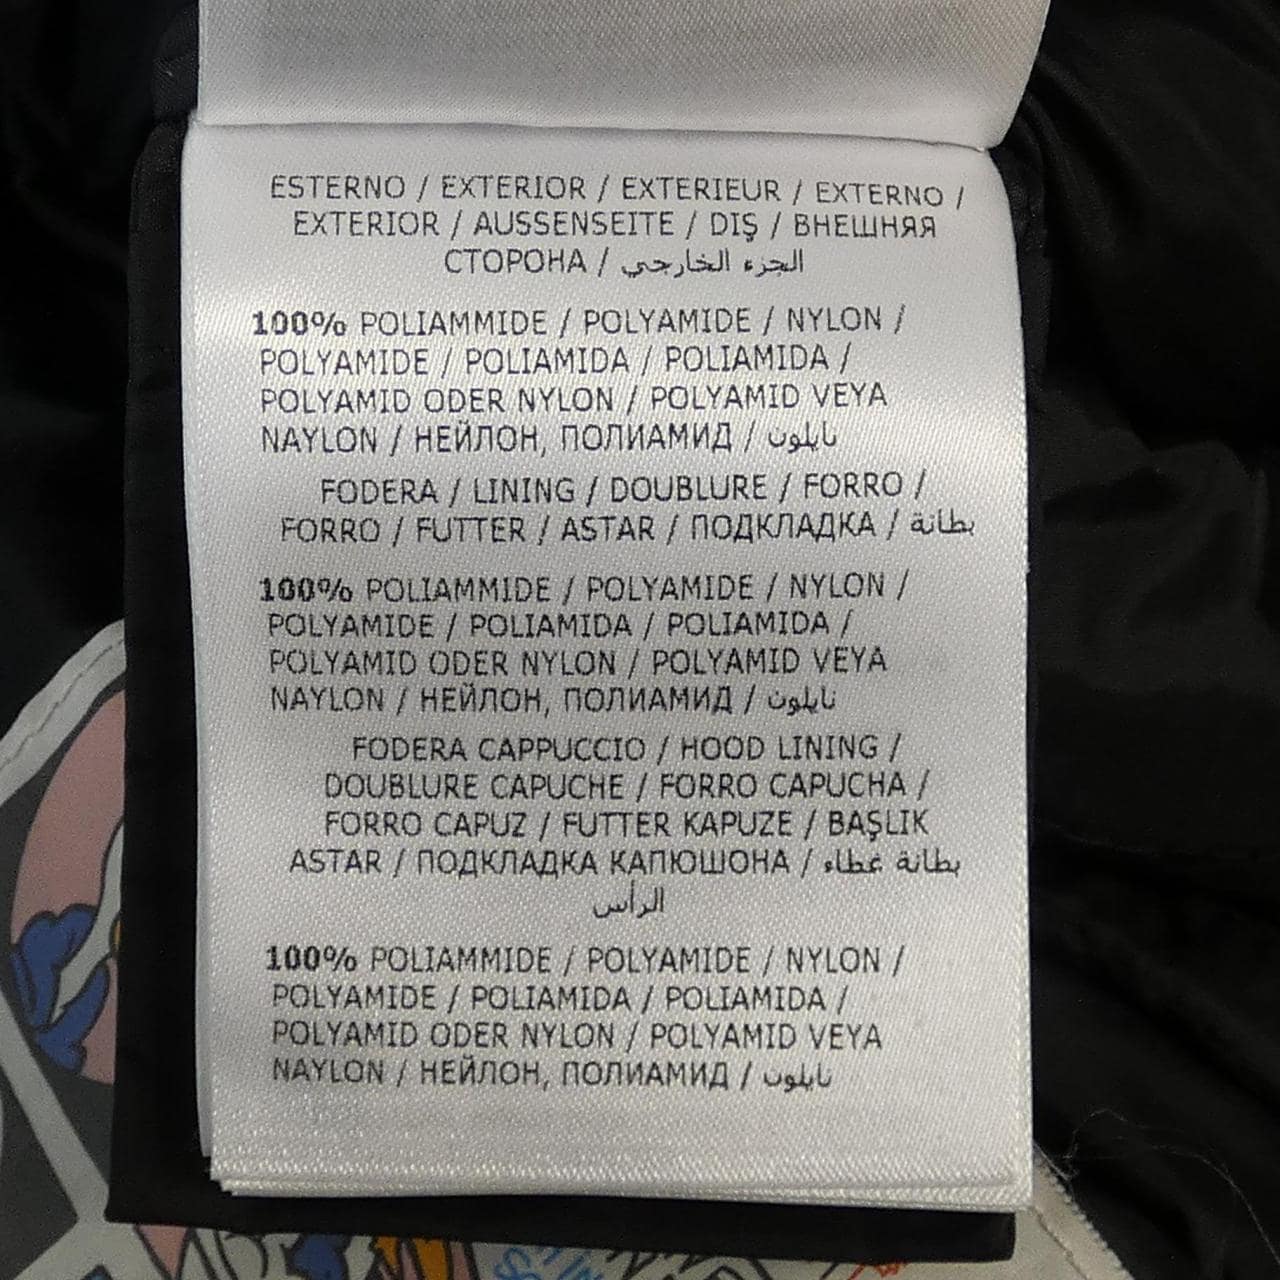 ESTERNO / EXTERIOR / EXTERIEUR / EXTERNO /
EXTERIOR / AUSSENSEITE / DIŞ / ВНЕШНЯЯ
СТОРОНА / الجزء الخارجي
100% POLIAMMIDE / POLYAMIDE / NYLON /
POLYAMIDE / POLIAMIDA / POLIAMIDA /
POLYAMID ODER NYLON / POLYAMID VEYA
NAYLON / НЕЙЛОН, ПОЛИАМИД / نايلون
FODERA / LINING / DOUBLURE / FORRO /
FORRO / FUTTER / ASTAR / ПОДКЛАДКА / بطانة
100% POLIAMMIDE / POLYAMIDE / NYLON /
POLYAMIDE / POLIAMIDA / POLIAMIDA /
POLYAMID ODER NYLON / POLYAMID VEYA
NAYLON / НЕЙЛОН, ПОЛИАМИД / نايلون
FODERA CAPPUCCIO / HOOD LINING /
DOUBLURE CAPUCHE / FORRO CAPUCHA /
FORRO CAPUZ / FUTTER KAPUZE / BAŞLIK
ASTAR / ПОДКЛАДКА КАПЮШОНА / بطانة غطاء
الرأس
100% POLIAMMIDE / POLYAMIDE / NYLON /
POLYAMIDE / POLIAMIDA / POLIAMIDA /
POLYAMID ODER NYLON / POLYAMID VEYA
NAYLON / НЕЙЛОН, ПОЛИАМИД / نايلون